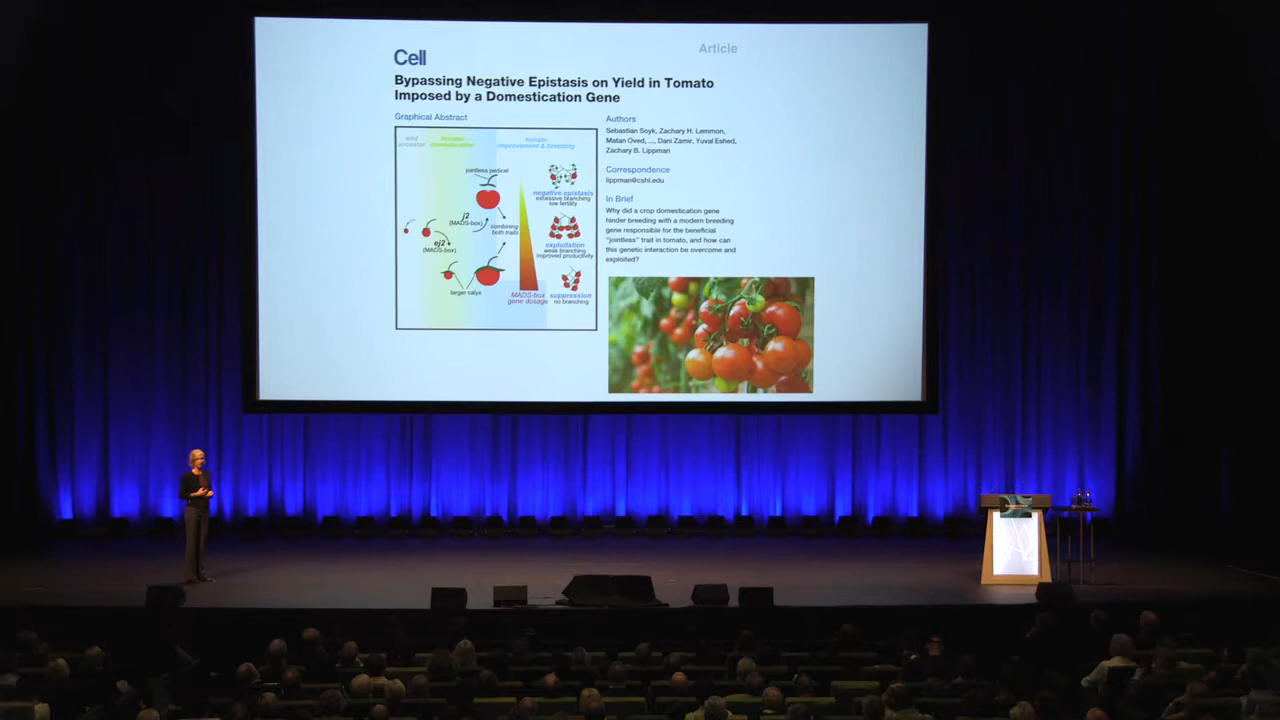 Cell
Article
Bypassing Negative Epistasis on Yield in Tomato
Imposed by a Domestication Gene
Graphical Abstract
wild
ancestor
tomato
domestication
tomato
improvement & breeding
jointless pedicel
j2
(MADS-box)
ej2
(MADS-box)
combining
both traits
larger calyx
MADS-box
gene dosage
negative epistasis
excessive branching
low fertility
exploitation
weak branching
improved productivity
suppression
no branching
Authors
Sebastian Soyk, Zachary H. Lemmon,
Matan Oved, ..., Dani Zamir, Yuval Eshed,
Zachary B. Lippman
Correspondence
lippman@cshl.edu
In Brief
Why did a crop domestication gene
hinder breeding with a modern breeding
gene responsible for the beneficial
"jointless" trait in tomato, and how can
this genetic interaction be overcome and
exploited?